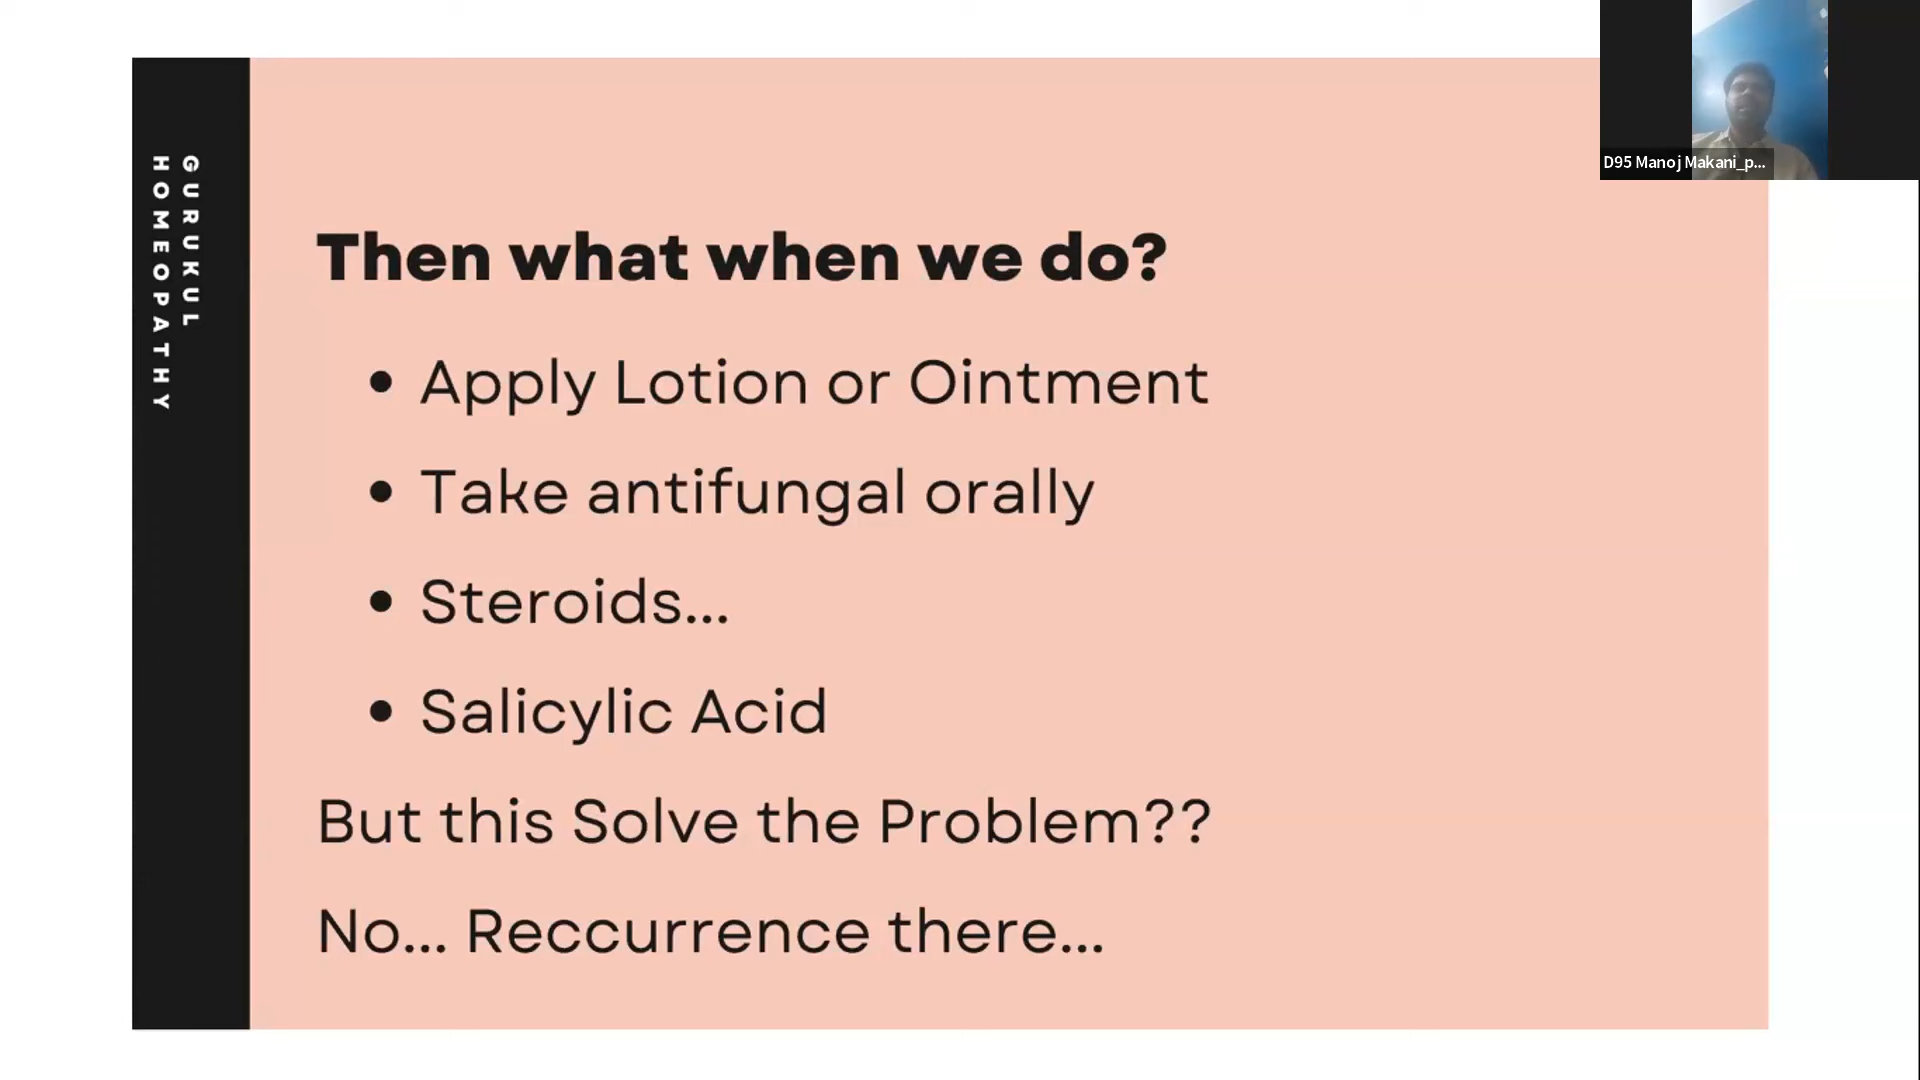 GURUKUL
HOMEOPATHY
D95 Manoj Makani_p...
Then what when we do?
• Apply Lotion or Ointment
• Take antifungal orally
• Steroids...
• Salicylic Acid
But this Solve the Problem??
No... Reccurrence there...